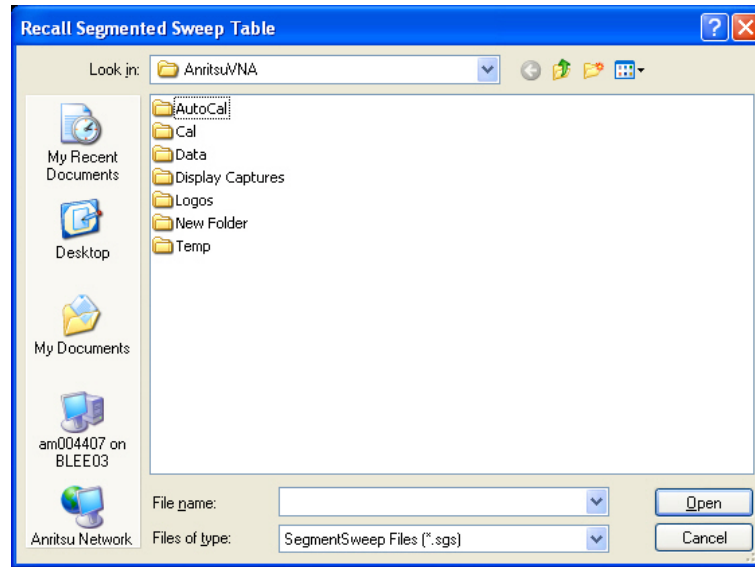 Recall Segmented Sweep Table
Look in:
AnritsuVNA
My Recent
Documents
Desktop
My Documents
am004407 on
BLEE03
Anritsu Network
AutoCal
Cal
Data
Display Captures
Logos
New Folder
Temp
File name:
Open
Files of type:
SegmentSweep Files (*.sgs)
Cancel